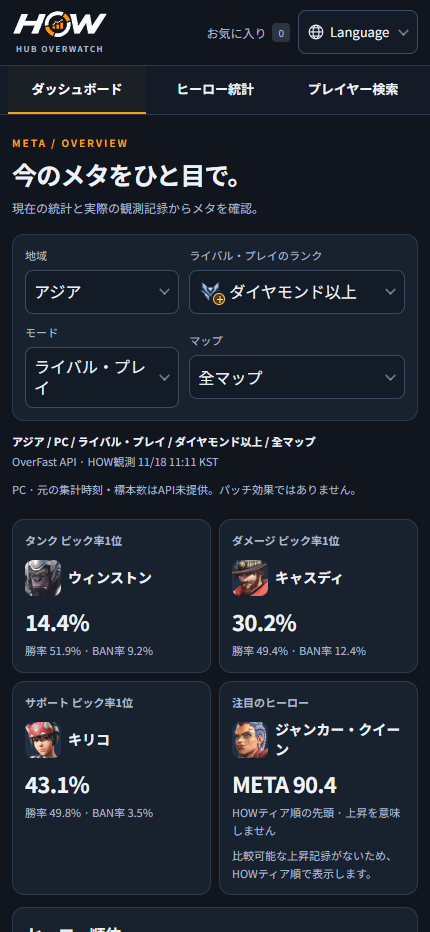 HOW
HUB OVERWATCH
お気に入り 0
Language
ダッシュボード
ヒーロー統計
プレイヤー検索
META / OVERVIEW
今のメタをひと目で。
現在の統計と実際の観測記録からメタを確認。
地域
アジア
ライバル・プレイのランク
ダイヤモンド以上
モード
ライバル・プレ
イ
マップ
全マップ
アジア / PC / ライバル・プレイ / ダイヤモンド以上 / 全マップ
OverFast API · HOW観測 11/18 11:11 KST
PC · 元の集計時刻・標本数はAPI未提供。パッチ効果ではありません。
タンク ピック率1位
ウィンストン
14.4%
勝率 51.9% · BAN率 9.2%
ダメージ ピック率1位
キャスディ
30.2%
勝率 49.4% · BAN率 12.4%
サポート ピック率1位
キリコ
43.1%
勝率 49.8% · BAN率 3.5%
注目のヒーロー
ジャンカー・クイー
ン
META 90.4
HOWティア順の先頭 · 上昇を意味
しません
比較可能な上昇記録がないため、
HOWティア順で表示します。